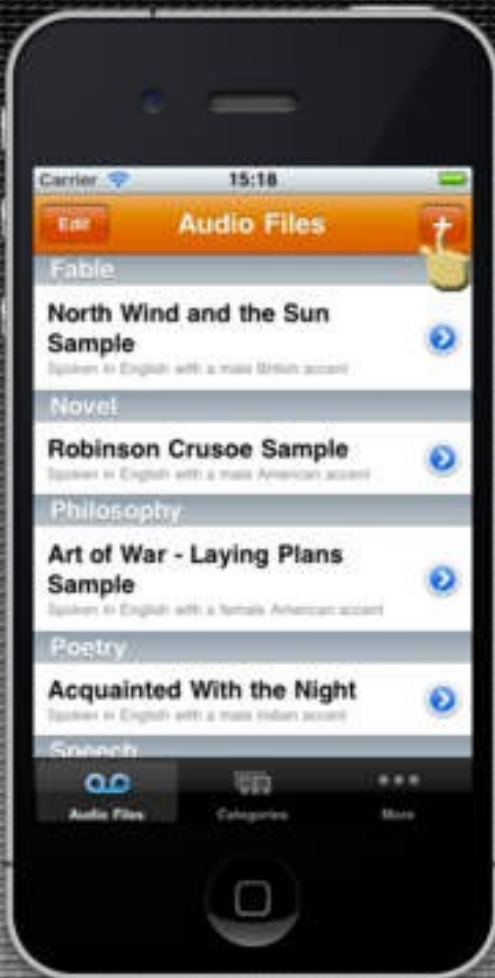 Carrier 15:18
Edit Audio Files +
Fable
North Wind and the Sun
Sample
Spoken in English with a male British accent
Novel
Robinson Crusoe Sample
Spoken in English with a male American accent
Philosophy
Art of War - Laying Plans
Sample
Spoken in English with a female American accent
Poetry
Acquainted With the Night
Spoken in English with a male Indian accent
Speech
Audio Files Categories More